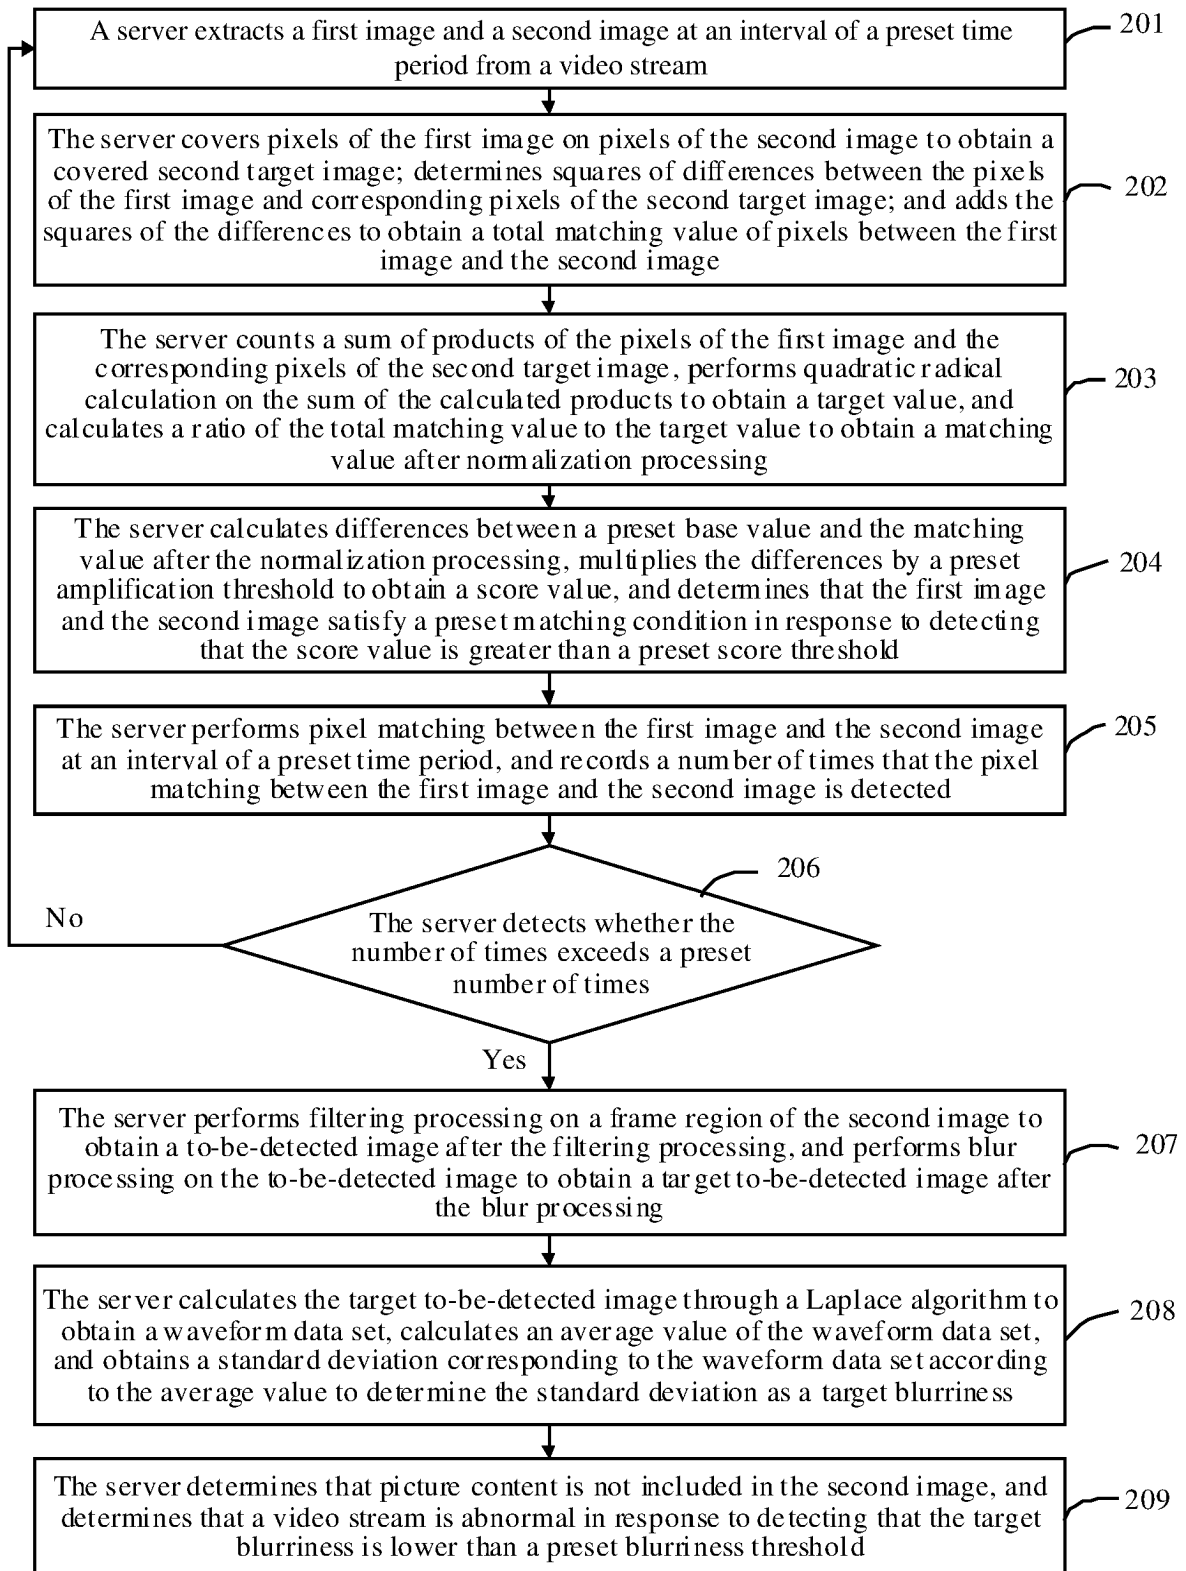 A server extracts a first image and a second image at an interval of a preset time
period from a video stream
201
The server covers pixels of the first image on pixels of the second image to obtain a
covered second target image; determines squares of differences between the pixels
of the first image and corresponding pixels of the second target image; and adds the
squares of the differences to obtain a total matching value of pixels between the first
image and the second image
202
The server counts a sum of products of the pixels of the first image and the
corresponding pixels of the second target image, performs quadratic radical
calculation on the sum of the calculated products to obtain a target value, and
calculates a ratio of the total matching value to the target value to obtain a matching
value after normalization processing
203
The server calculates differences between a preset base value and the matching
value after the normalization processing, multiplies the differences by a preset
amplification threshold to obtain a score value, and determines that the first image
and the second image satisfy a preset matching condition in response to detecting
that the score value is greater than a preset score threshold
204
The server performs pixel matching between the first image and the second image
at an interval of a preset time period, and records a number of times that the pixel
matching between the first image and the second image is detected
205
206
The server detects whether the
number of times exceeds a preset
number of times
No
Yes
The server performs filtering processing on a frame region of the second image to
obtain a to-be-detected image after the filtering processing, and performs blur
processing on the to-be-detected image to obtain a target to-be-detected image after
the blur processing
207
The server calculates the target to-be-detected image through a Laplace algorithm to
obtain a waveform data set, calculates an average value of the waveform data set,
and obtains a standard deviation corresponding to the waveform data set according
to the average value to determine the standard deviation as a target blurriness
208
The server determines that picture content is not included in the second image, and
determines that a video stream is abnormal in response to detecting that the target
blurriness is lower than a preset blurriness threshold
209